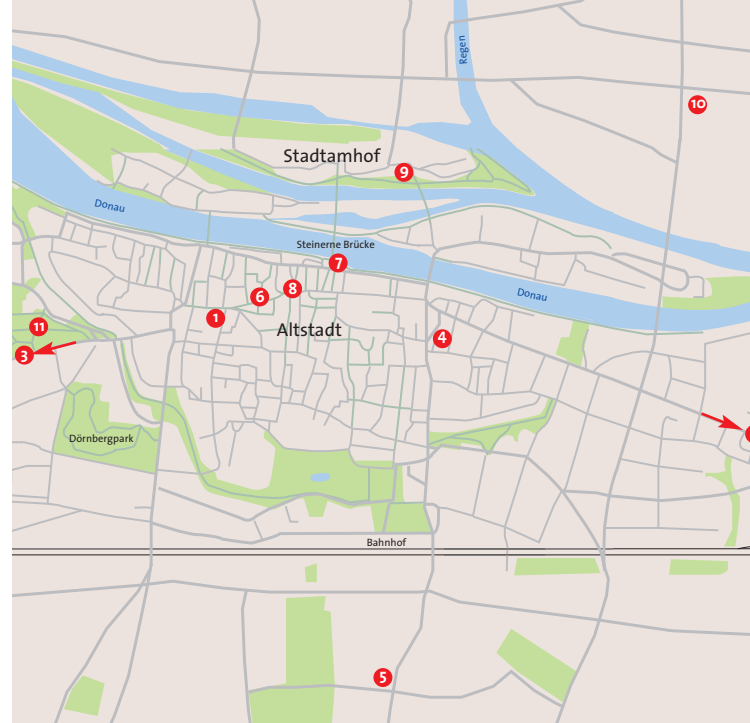 Regen
10
Stadtamhof
9
Donau
Steinerne Brücke
7
8
6
Donau
1
11
Altstadt
4
3
Dörnbergpark
Bahnhof
5